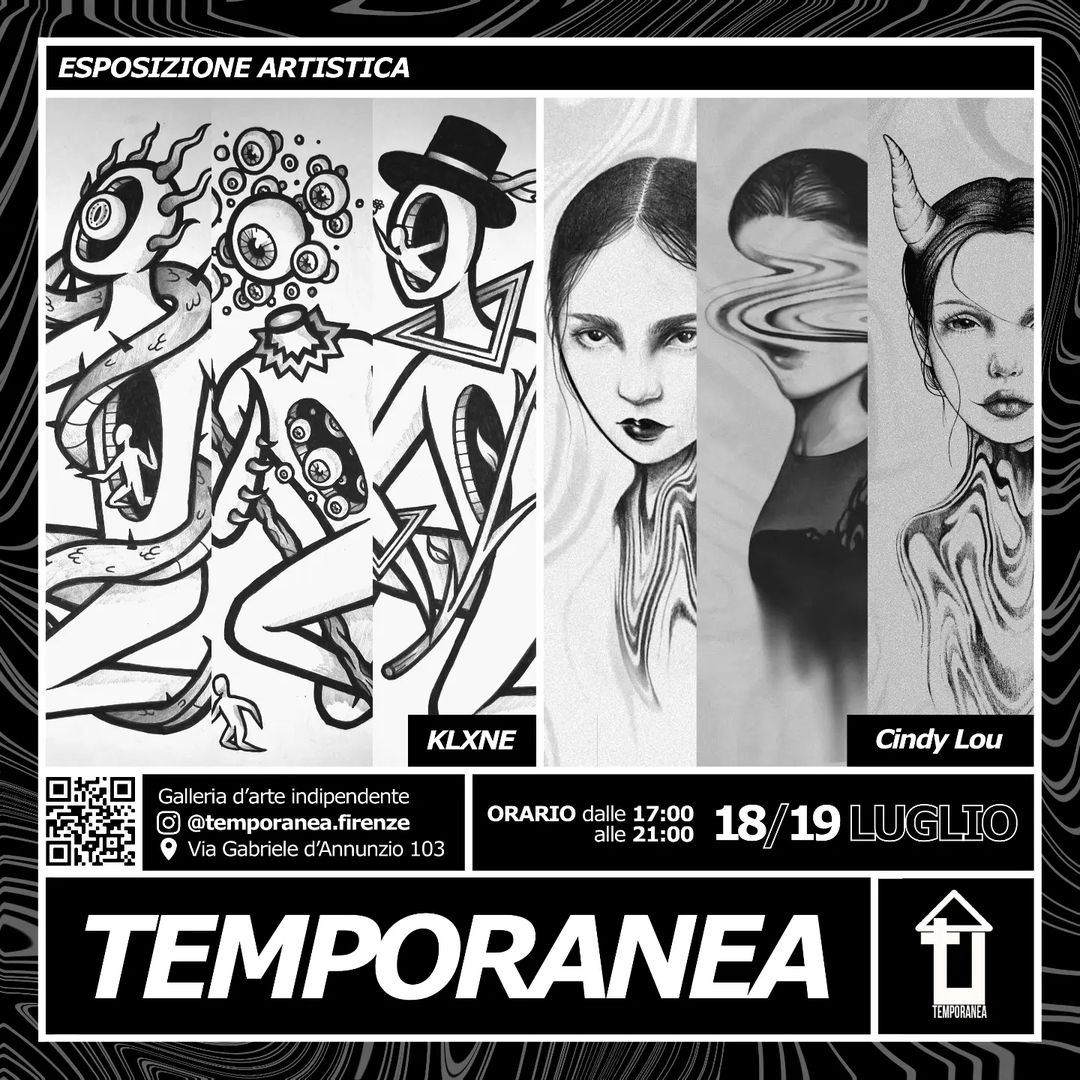 ESPOSIZIONE ARTISTICA
KLXNE
Cindy Lou
Galleria d'arte indipendente
@temporanea.firenze
Via Gabriele d'Annunzio 103
ORARIO dalle 17:00
alle 21:00
18/19 LUGLIO
TEMPORANEA
TEMPORANEA